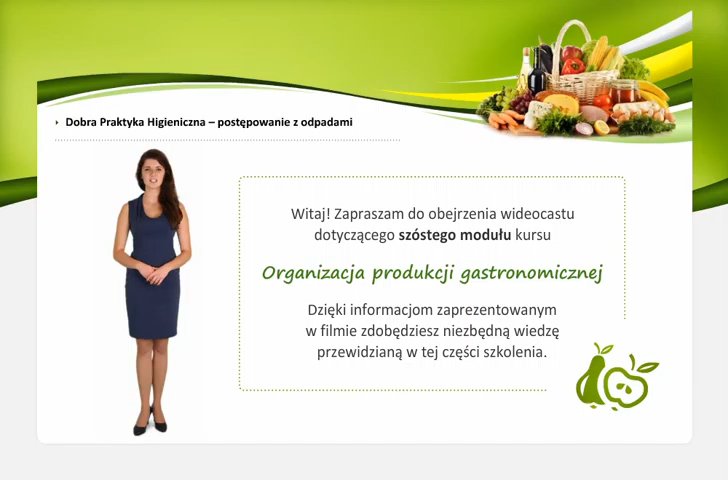 Dobra Praktyka Higieniczna – postępowanie z odpadami
Witaj! Zapraszam do obejrzenia wideocastu
dotyczącego szóstego modułu kursu
Organizacja produkcji gastronomicznej
Dzięki informacjom zaprezentowanym
w filmie zdobędziesz niezbędną wiedzę
przewidzianą w tej części szkolenia.